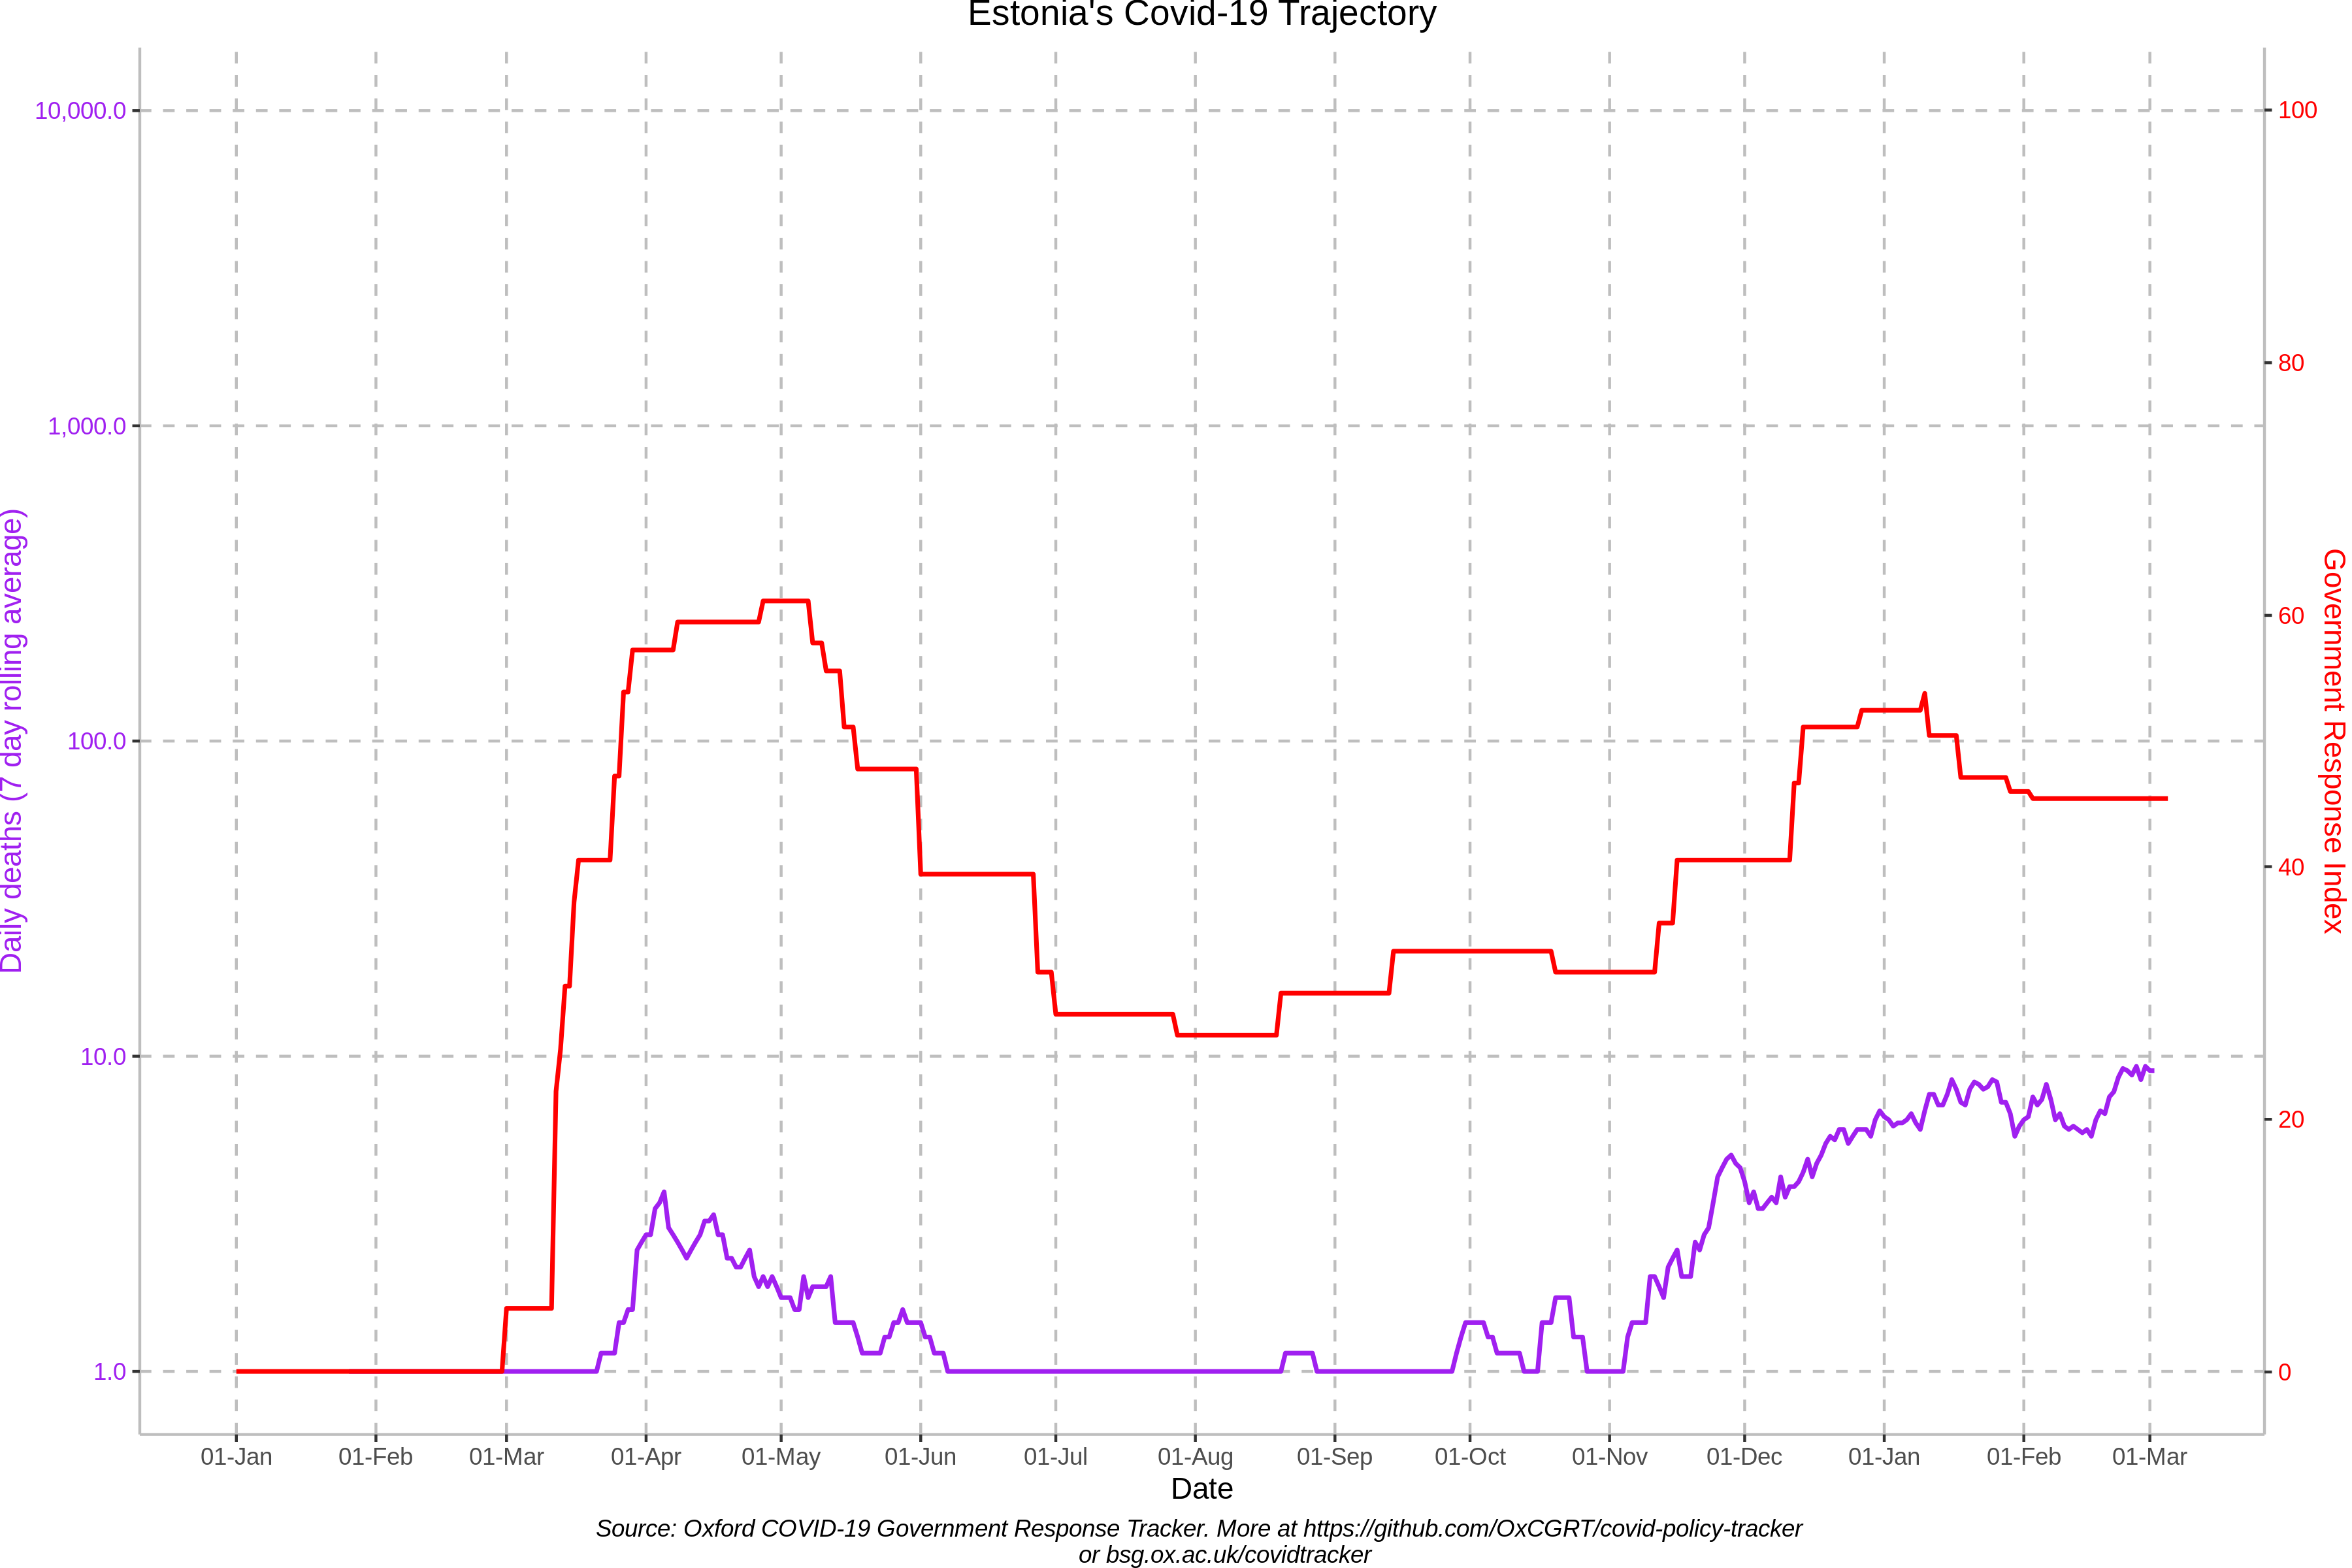 Estonia's Covid-19 Trajectory
10,000.0
1,000.0
100.0
10.0
1.0
Daily deaths (7 day rolling average)
100
80
60
40
20
0
Government Response Index
01-Jan 01-Feb 01-Mar 01-Apr 01-May 01-Jun 01-Jul 01-Aug 01-Sep 01-Oct 01-Nov 01-Dec 01-Jan 01-Feb 01-Mar
Date
Source: Oxford COVID-19 Government Response Tracker. More at https://github.com/OxCGRT/covid-policy-tracker
or bsg.ox.ac.uk/covidtracker